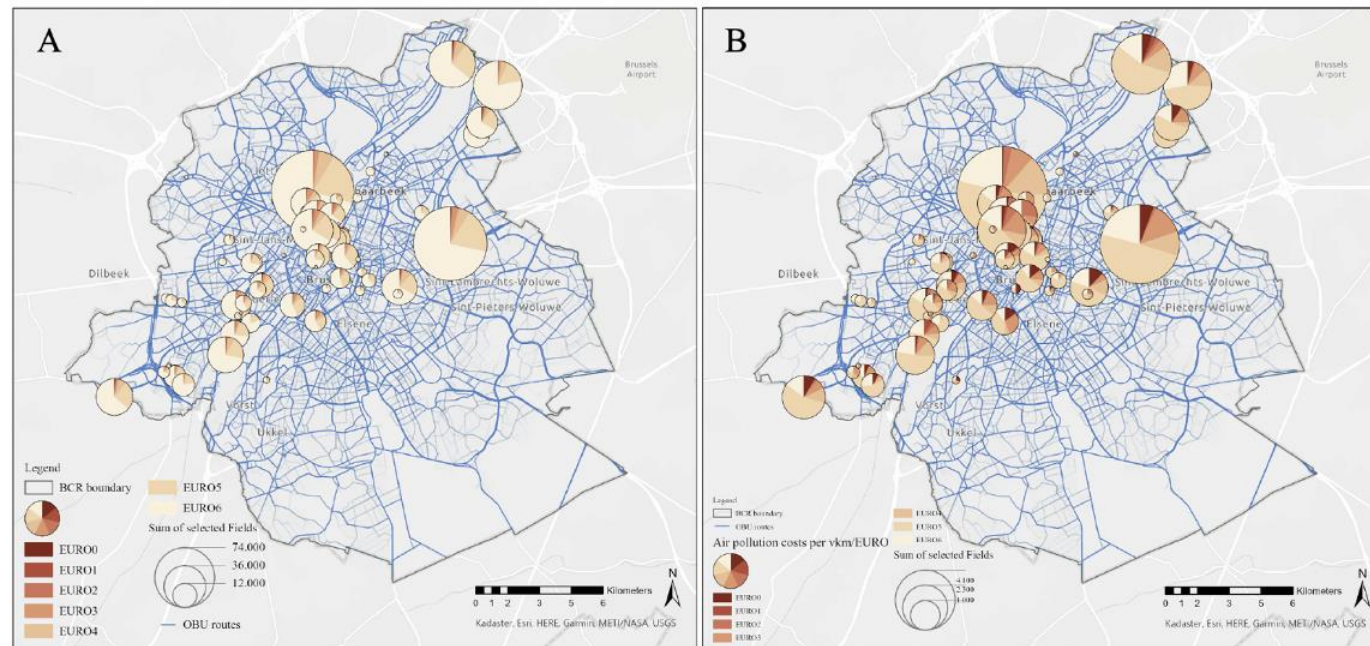 A
Brussels
Airport
Jett
aarbeek
Sint-Jans-M
Dilbeek
Brus
Sint-Lambrechts-Woluwe
Sint-Pieters-Woluwe
Elsene
Vorst
Ukkel
Legend
BCR boundary
EURO0
EURO1
EURO2
EURO3
EURO4
EURO5
EURO6
Sum of selected Fields
74.000
36.000
12.000
OBU routes
0 0.5 1 2 3 4 5 6 Kilometers
N
Kadaster, Esri, HERE, Garmin, METI/NASA, USGS
B
Brussels
Airport
aarbeek
Sint-Jans-M
Dilbeek
Sint-Lambrechts-Woluwe
Sint-Pieters-Woluwe
Elsene
Vorst
Ukkel
Legend
BCR boundary
OBU routes
Air pollution costs per vkm/EURO
EURO0
EURO1
EURO2
EURO3
EURO4
EURO5
EURO6
Sum of selected Fields
4.100
N
Kilometers
Kadaster, Esri, HERE, Garmin, METI/NASA, USGS